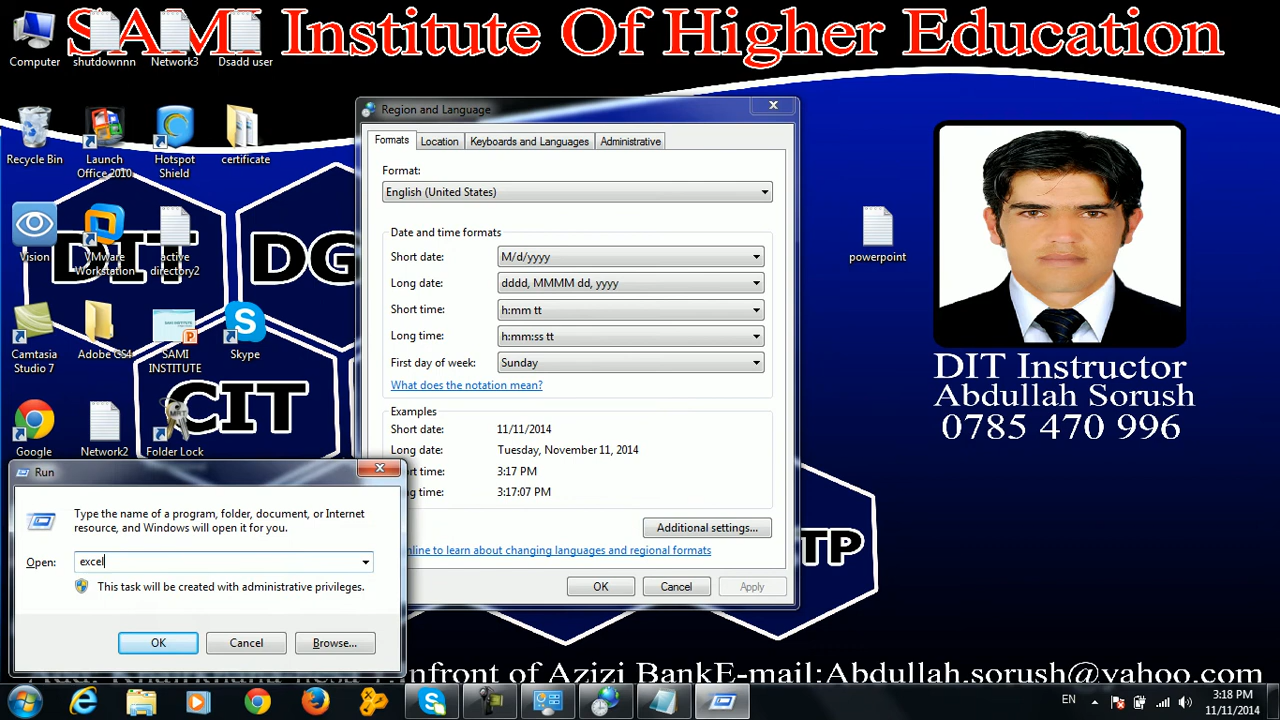 SAMI Institute Of Higher Education
Computer
shutdownnn
Network3
Dsadd user
Recycle Bin
Launch Office 2010
Hotspot Shield
certificate
Vision
VMware Workstation
active directory2
Camtasia Studio 7
Adobe CS4
SAMI INSTITUTE
Skype
Google
Network2
Folder Lock
DIT
CIT
powerpoint
DIT Instructor
Abdullah Sorush
0785 470 996
Region and Language
Formats
Location
Keyboards and Languages
Administrative
Format:
English (United States)
Date and time formats
Short date:
M/d/yyyy
Long date:
dddd, MMMM dd, yyyy
Short time:
h:mm tt
Long time:
h:mm:ss tt
First day of week:
Sunday
What does the notation mean?
Examples
Short date:
11/11/2014
Long date:
Tuesday, November 11, 2014
time:
3:17 PM
time:
3:17:07 PM
Additional settings...
to learn about changing languages and regional formats
OK
Cancel
Apply
Run
Type the name of a program, folder, document, or Internet
resource, and Windows will open it for you.
Open:
excel
This task will be created with administrative privileges.
OK
Cancel
Browse...
TP
of Azizi BankE-mail:Abdullah.sorush@yahoo.com
EN
3:18 PM
11/11/2014